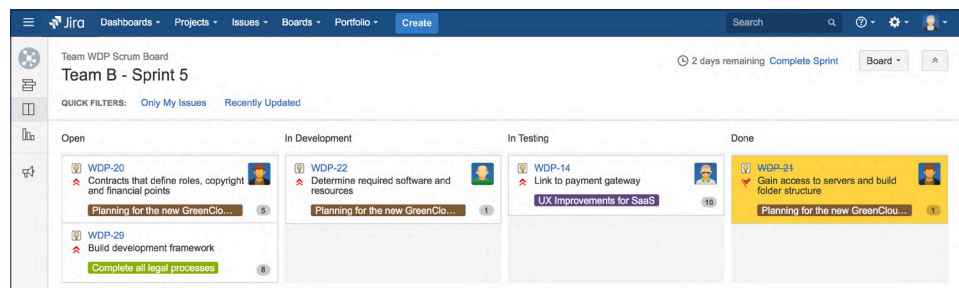 Jira Dashboards Projects Issues Boards Portfolio Create Search
Team WDP Scrum Board
2 days remaining Complete Sprint Board
Team B - Sprint 5
QUICK FILTERS: Only My Issues Recently Updated
Open In Development In Testing Done
WDP-20
Contracts that define roles, copyright
and financial points
Planning for the new GreenClo... 5
WDP-29
Build development framework
Complete all legal processes 8
WDP-22
Determine required software and
resources
Planning for the new GreenClo... 1
WDP-14
Link to payment gateway
UX Improvements for SaaS 10
WDP-21
Gain access to servers and build
folder structure
Planning for the new GreenClou... 1